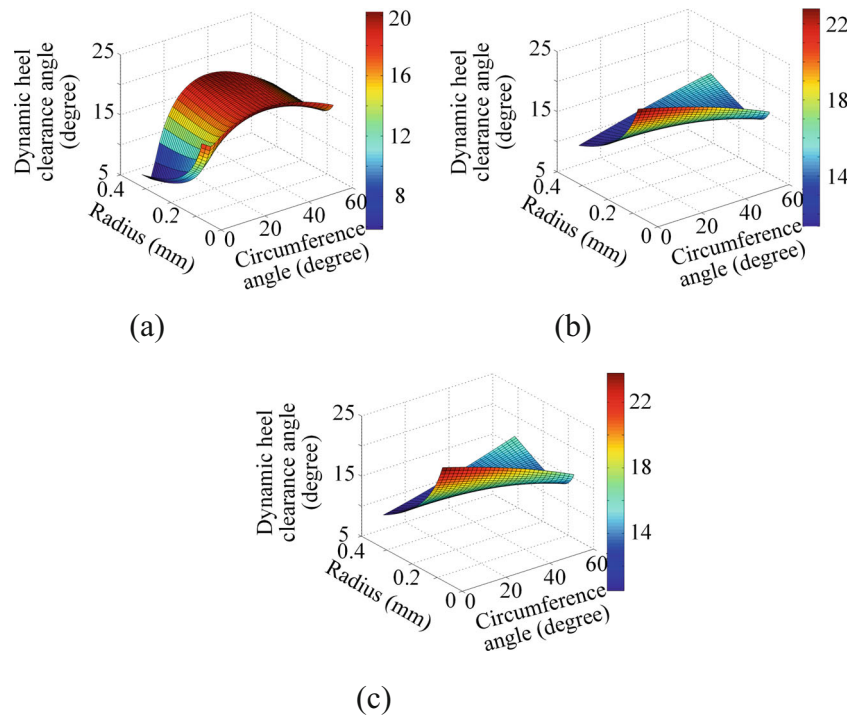 25
15
5
Dynamic heel
clearance angle
(degree)
0.4
0.2
0
Radius (mm)
0
20
40
60
Circumference
angle (degree)
20
16
12
8
(a)
25
15
5
Dynamic heel
clearance angle
(degree)
0.4
0.2
0
Radius (mm)
0
20
40
60
Circumference
angle (degree)
22
18
14
(b)
25
15
5
Dynamic heel
clearance angle
(degree)
0.4
0.2
0
Radius (mm)
0
20
40
60
Circumference
angle (degree)
22
18
14
(c)